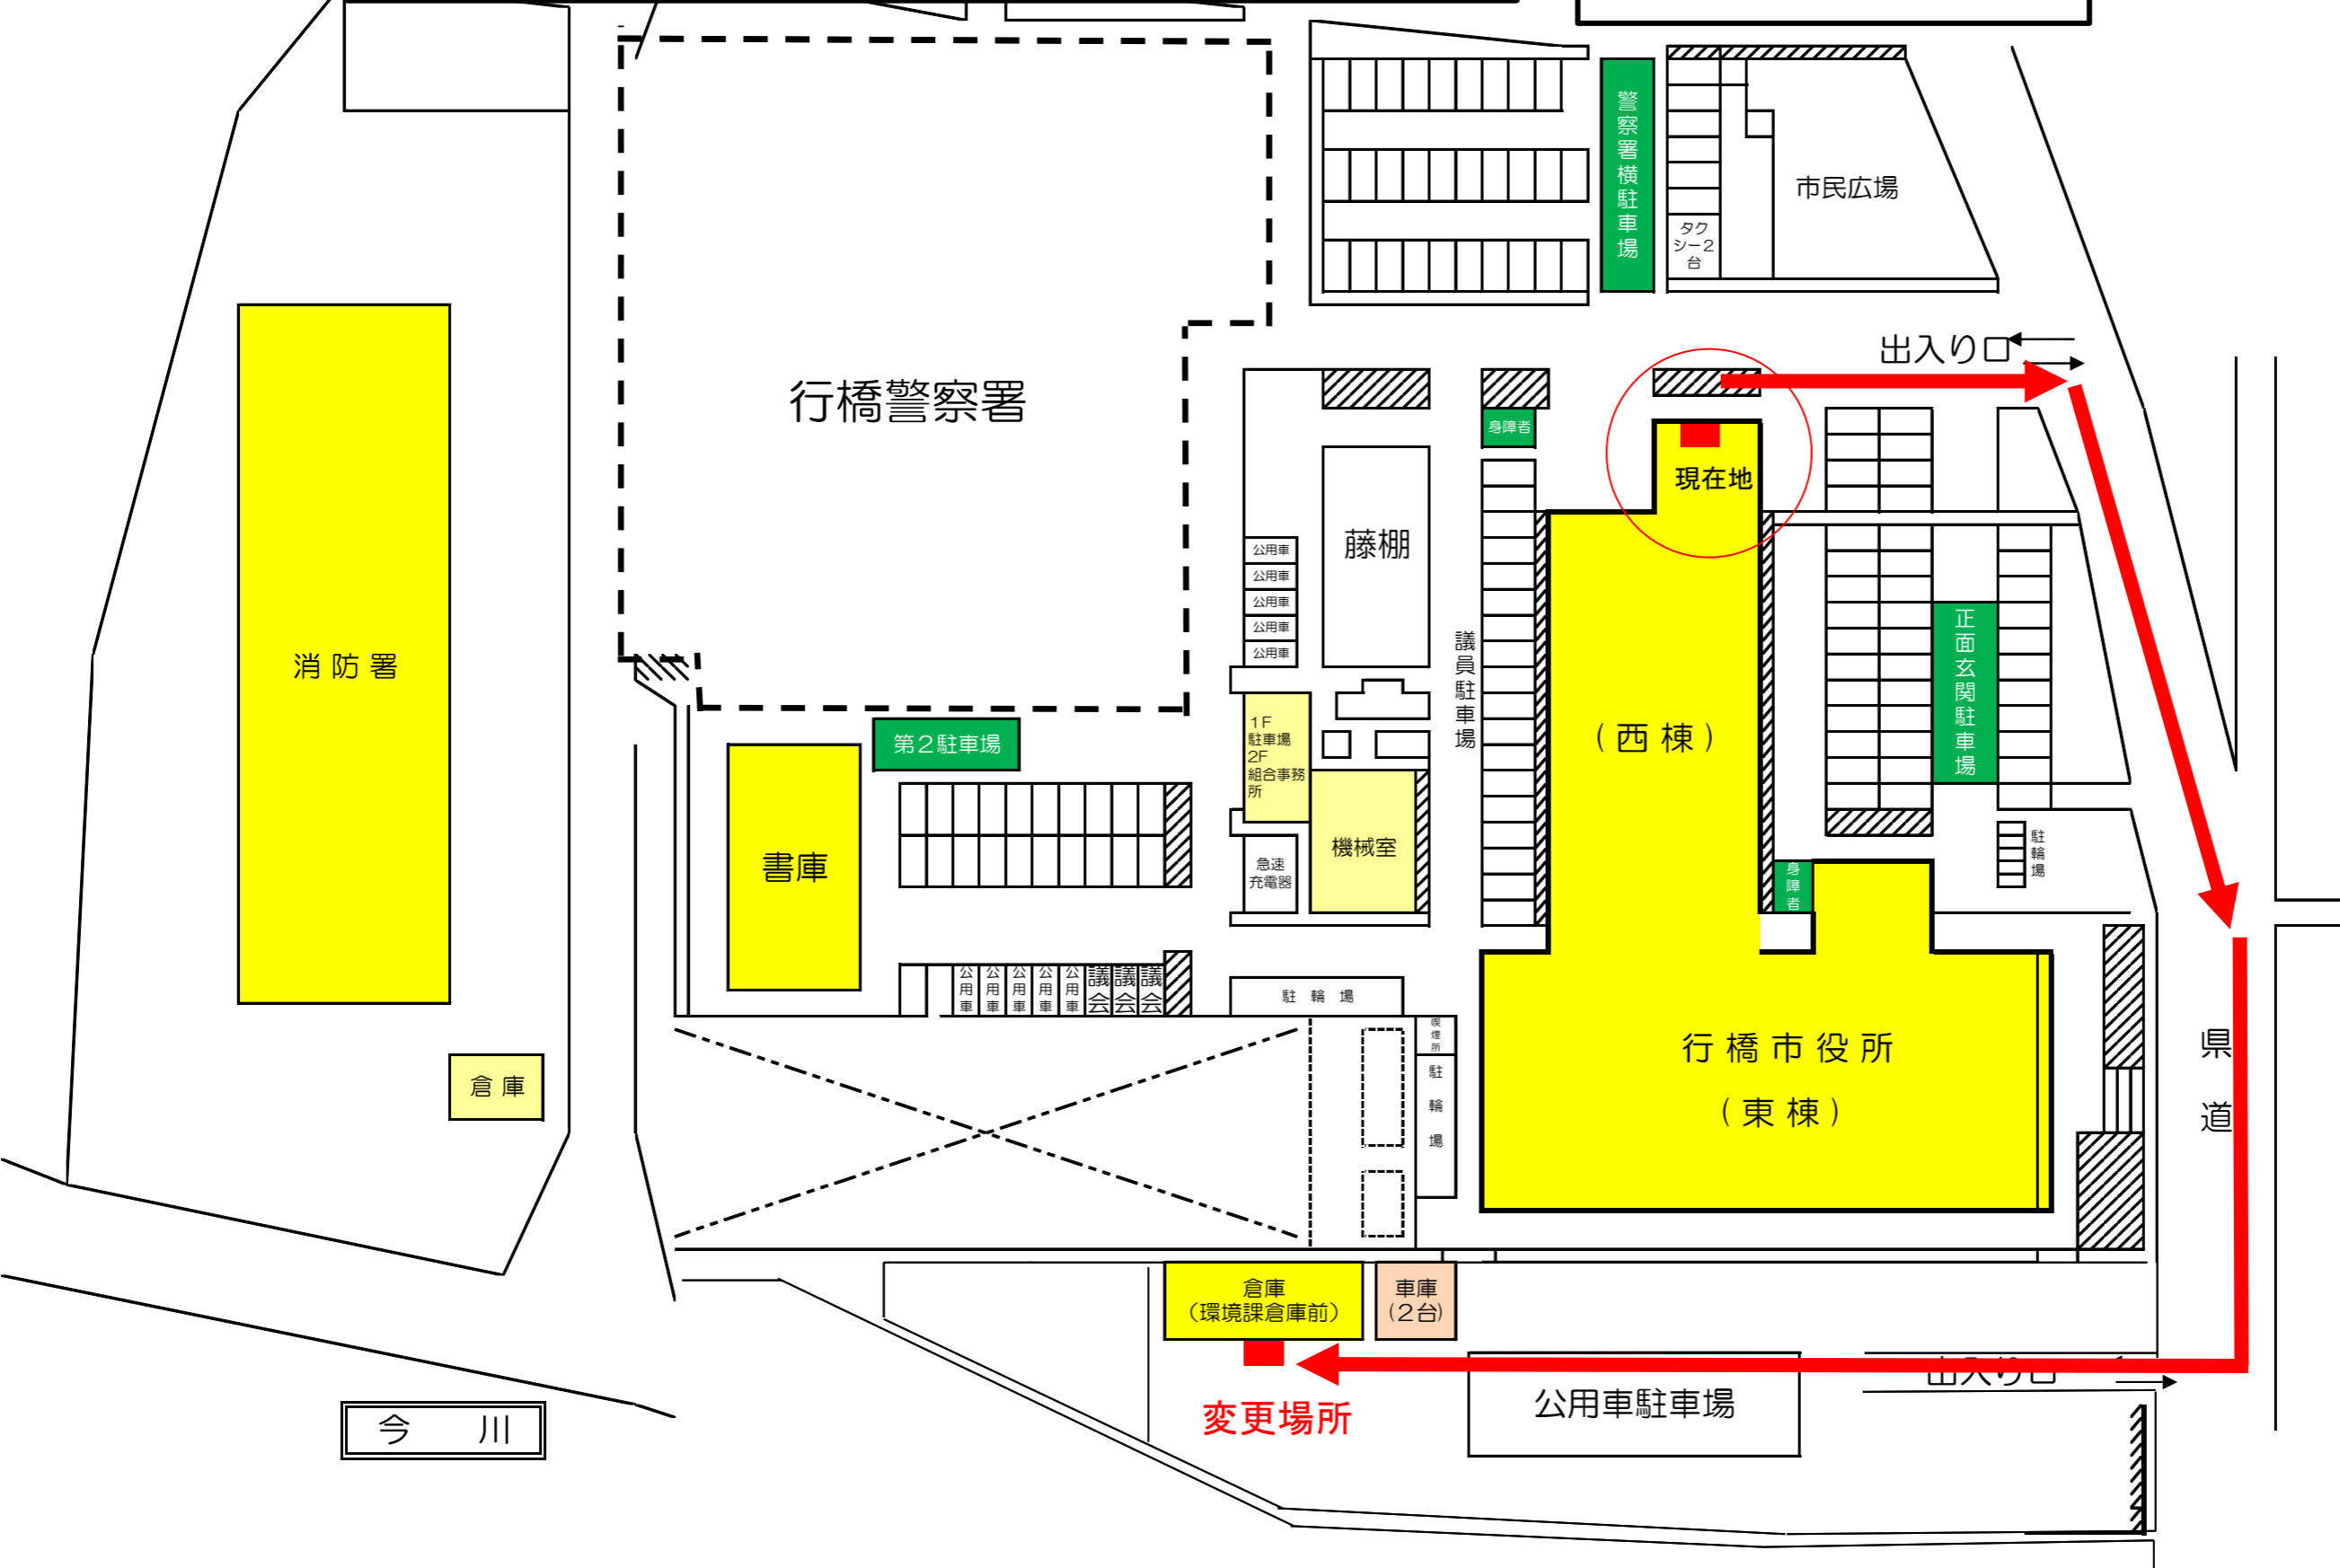 警察署横駐車場
市民広場
タク
シー2
台
出入り口
行橋警察署
身障者
現在地
藤棚
公用車
公用車
公用車
公用車
公用車
議員駐車場
消防署
正面玄関駐車場
1F
駐車場
2F
組合事務
所
第2駐車場
(西棟)
機械室
書庫
急速
充電器
駐輪場
身障者
公用車
公用車
公用車
公用車
公用車
議会
議会
議会
駐輪場
喫煙所
駐輪場
行橋市役所
(東棟)
県道
倉庫
倉庫
(環境課倉庫前)
車庫
(2台)
出入り口
変更場所
公用車駐車場
今川